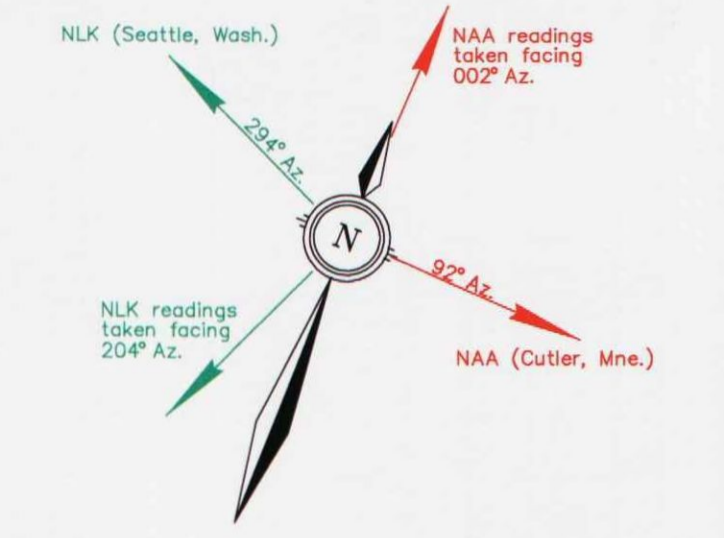 NLK (Seattle, Wash.)
NAA readings
taken facing
002° Az.
294° Az.
N
92° Az.
NLK readings
taken facing
204° Az.
NAA (Cutler, Mne.)